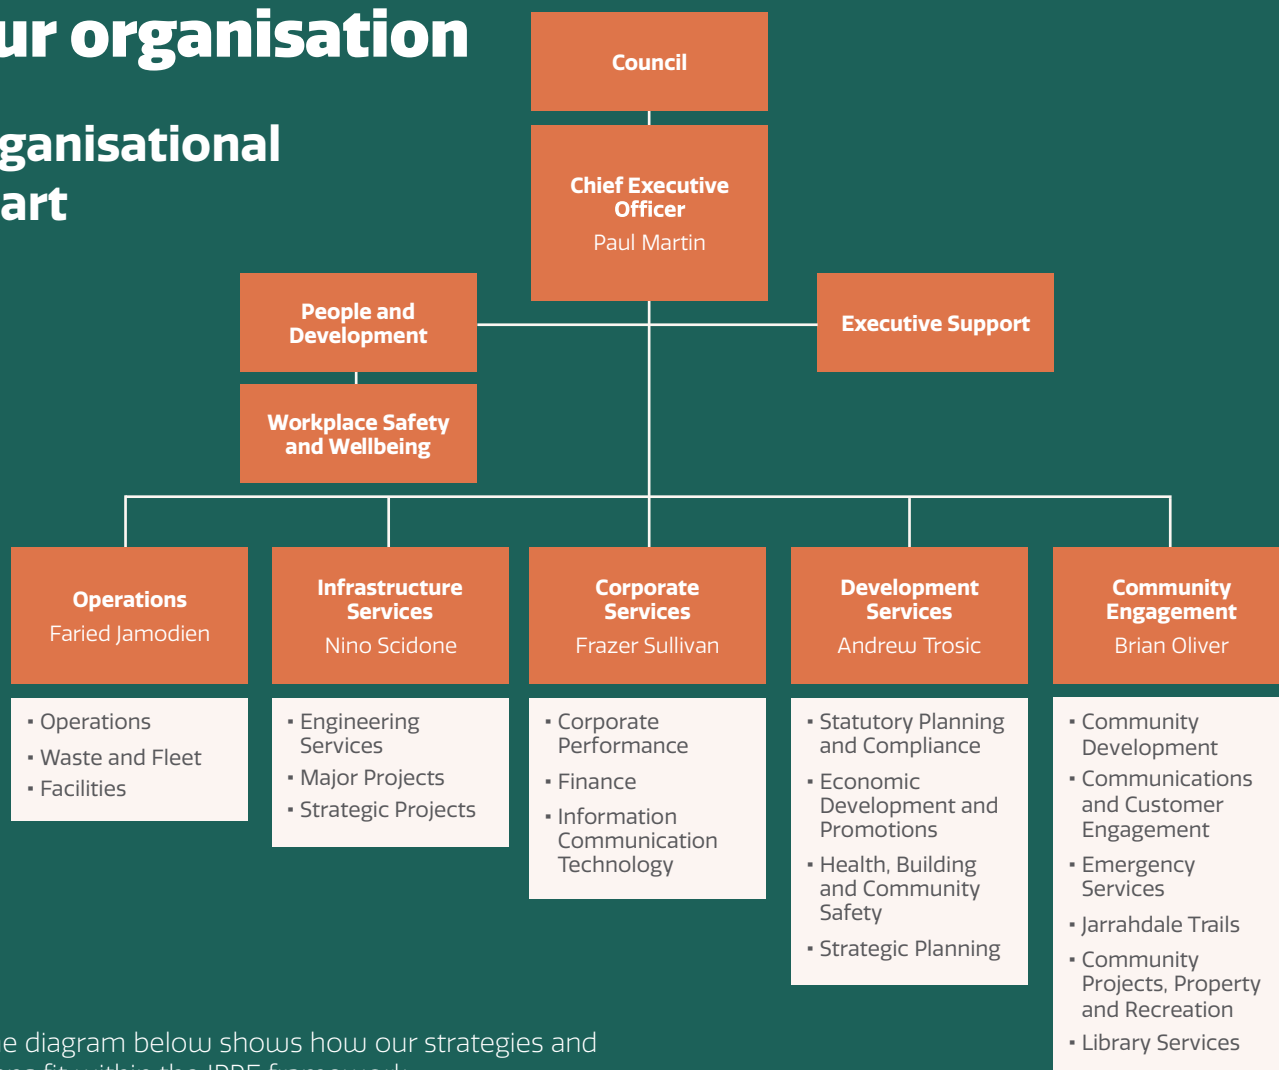 ur organisation
ganisational
art
Council
Chief Executive
Officer
Paul Martin
People and
Development
Executive Support
Workplace Safety
and Wellbeing
Operations
Faried Jamodien
▪ Operations
▪ Waste and Fleet
▪ Facilities
Infrastructure
Services
Nino Scidone
▪ Engineering
Services
▪ Major Projects
▪ Strategic Projects
Corporate
Services
Frazer Sullivan
▪ Corporate
Performance
▪ Finance
▪ Information
Communication
Technology
Development
Services
Andrew Trosic
▪ Statutory Planning
and Compliance
▪ Economic
Development and
Promotions
▪ Health, Building
and Community
Safety
▪ Strategic Planning
Community
Engagement
Brian Oliver
▪ Community
Development
▪ Communications
and Customer
Engagement
▪ Emergency
Services
▪ Jarrahdale Trails
▪ Community
Projects, Property
and Recreation
▪ Library Services
e diagram below shows how our strategies and
fit within the framework